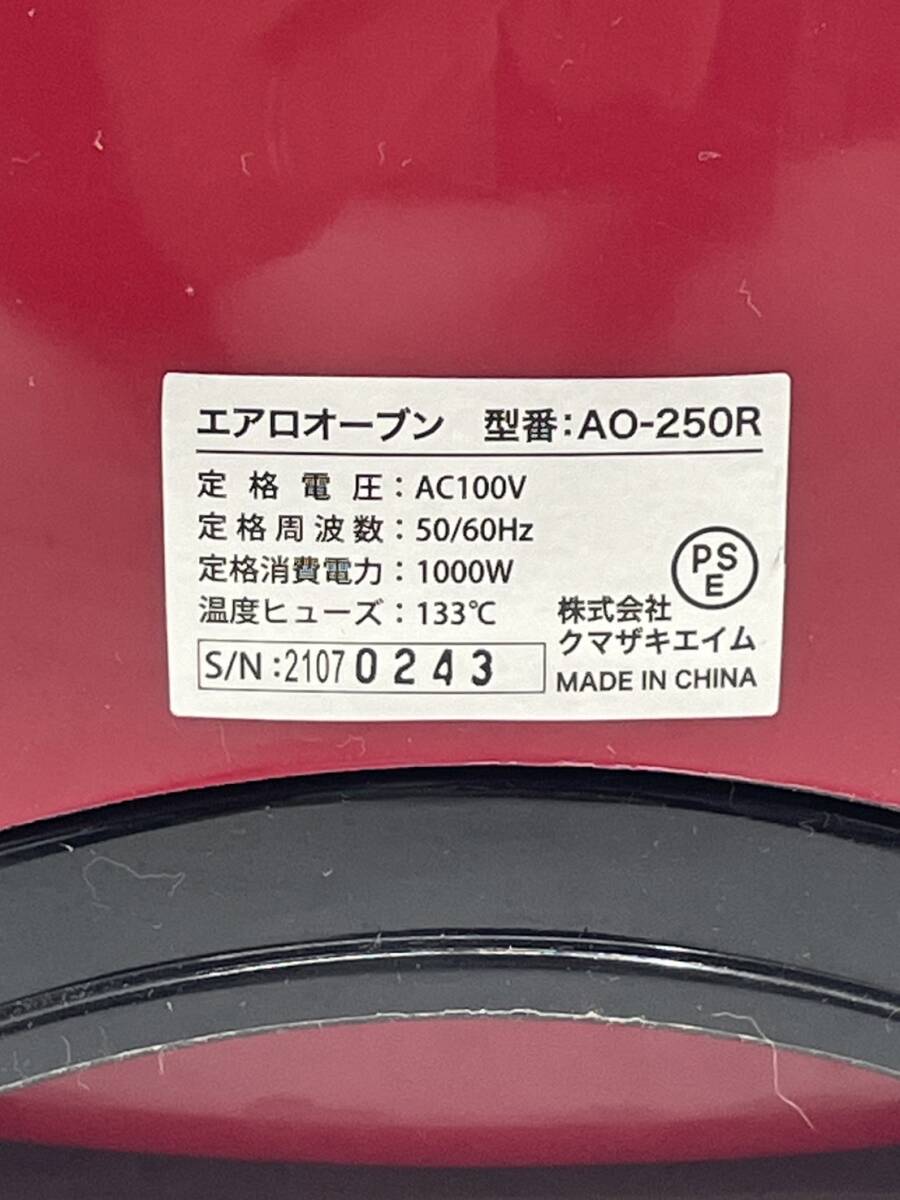 エアロオーブン 型番：AO-250R
定格電圧：AC100V
定格周波数：50/60Hz
定格消費電力：1000W
温度ヒューズ：133℃
PS
E
株式会社
クマザキエイム
S/N：2107 0243
MADE IN CHINA